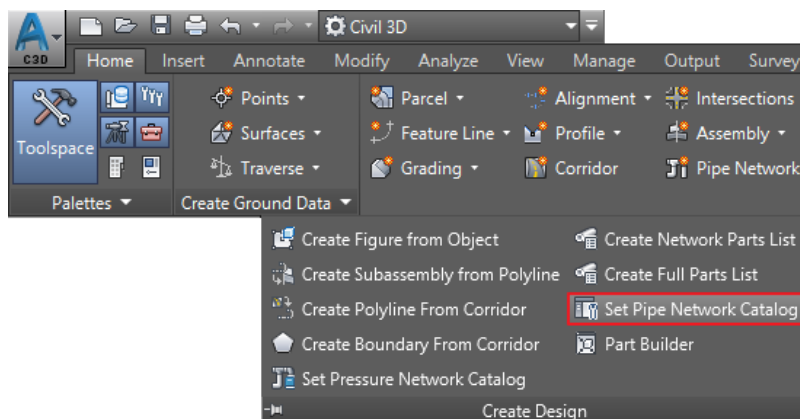 C3D
Civil 3D
Home Insert Annotate Modify Analyze View Manage Output Survey
Toolspace
Points
Surfaces
Traverse
Parcel
Feature Line
Grading
Alignment
Profile
Corridor
Intersections
Assembly
Pipe Network
Palettes
Create Ground Data
Create Figure from Object
Create Subassembly from Polyline
Create Polyline From Corridor
Create Boundary From Corridor
Set Pressure Network Catalog
Create Network Parts List
Create Full Parts List
Set Pipe Network Catalog
Part Builder
Create Design